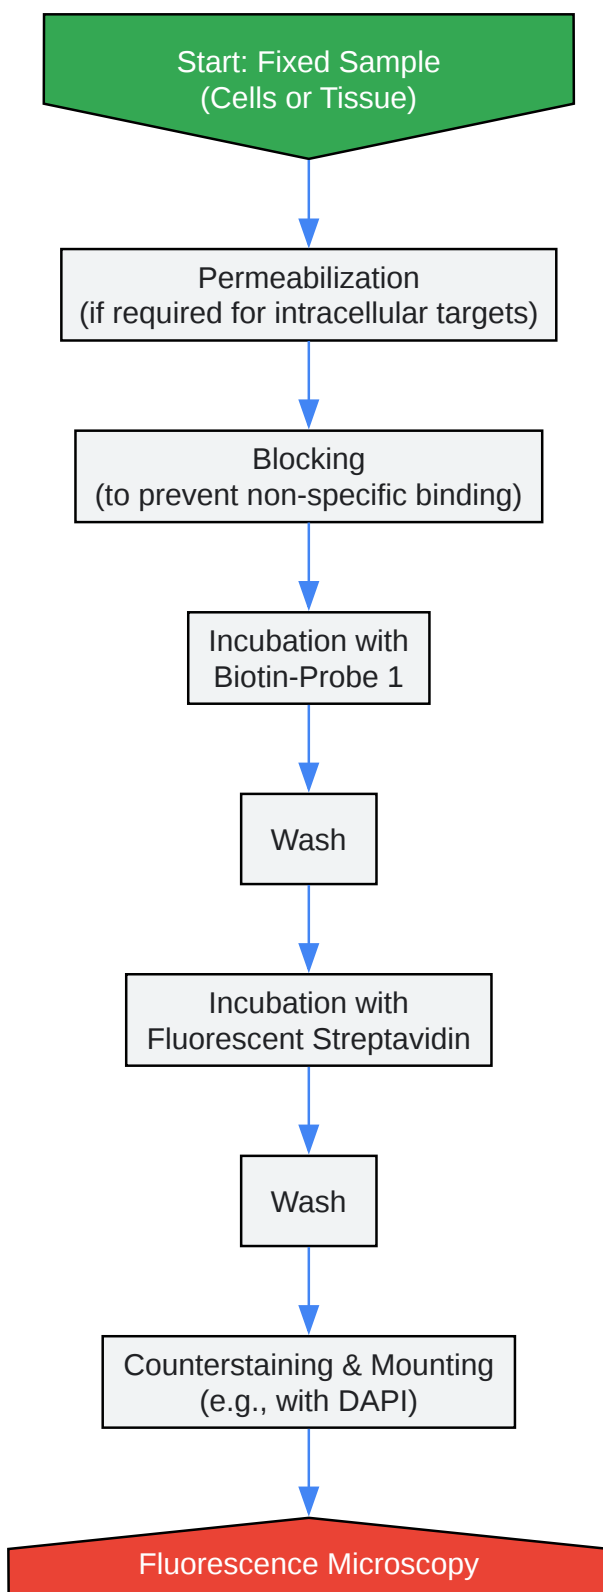 Start: Fixed Sample
(Cells or Tissue)
Permeabilization
(if required for intracellular targets)
Blocking
(to prevent non-specific binding)
Incubation with
Biotin-Probe 1
Wash
Incubation with
Fluorescent Streptavidin
Wash
Counterstaining & Mounting
(e.g., with DAPI)
Fluorescence Microscopy